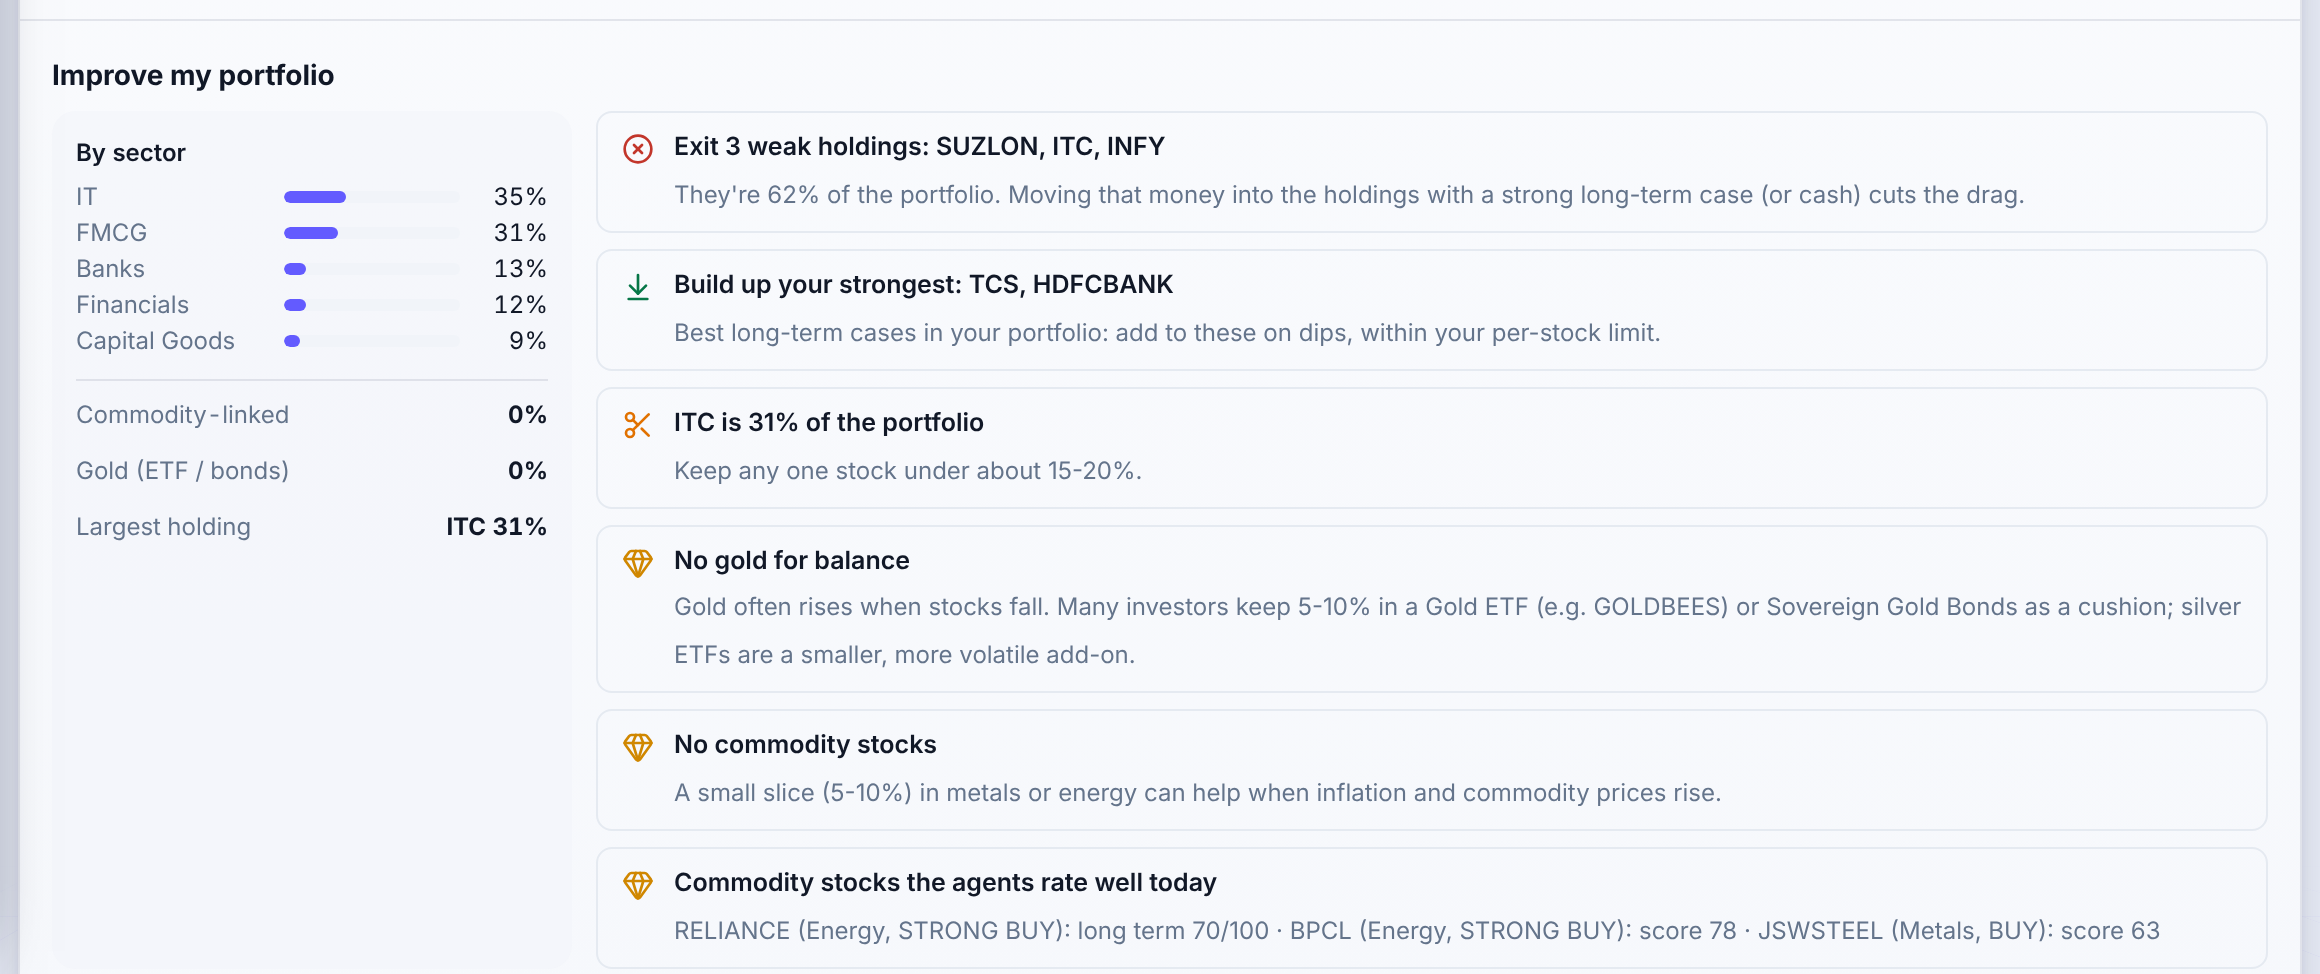 Improve my portfolio
By sector
IT 35%
FMCG 31%
Banks 13%
Financials 12%
Capital Goods 9%
Commodity-linked 0%
Gold (ETF / bonds) 0%
Largest holding ITC 31%
Exit 3 weak holdings: SUZLON, ITC, INFY
They're 62% of the portfolio. Moving that money into the holdings with a strong long-term case (or cash) cuts the drag.
Build up your strongest: TCS, HDFCBANK
Best long-term cases in your portfolio: add to these on dips, within your per-stock limit.
ITC is 31% of the portfolio
Keep any one stock under about 15-20%.
No gold for balance
Gold often rises when stocks fall. Many investors keep 5-10% in a Gold ETF (e.g. GOLDBEES) or Sovereign Gold Bonds as a cushion; silver
ETFs are a smaller, more volatile add-on.
No commodity stocks
A small slice (5-10%) in metals or energy can help when inflation and commodity prices rise.
Commodity stocks the agents rate well today
RELIANCE (Energy, STRONG BUY): long term 70/100 · BPCL (Energy, STRONG BUY): score 78 · JSWSTEEL (Metals, BUY): score 63